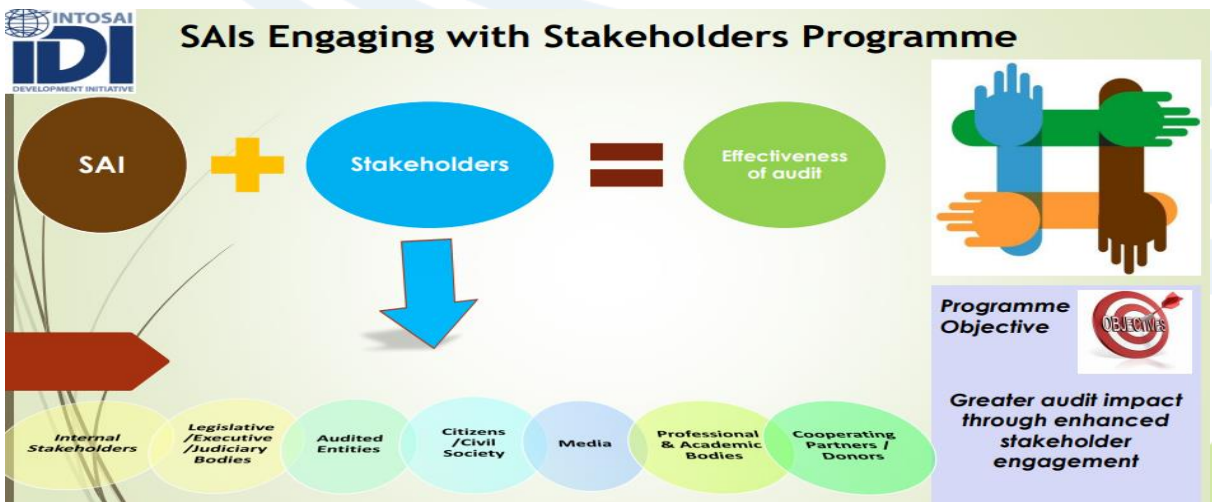 INTOSAI
IDI
DEVELOPMENT INITIATIVE
SAIs Engaging with Stakeholders Programme
SAI
Stakeholders
Effectiveness
of audit
Programme
Objective
OBJECTIVES
Greater audit impact
through enhanced
stakeholder
engagement
Internal
Stakeholders
Legislative
/Executive
/Judiciary
Bodies
Audited
Entities
Citizens
/Civil
Society
Media
Professional
& Academic
Bodies
Cooperating
Partners /
Donors